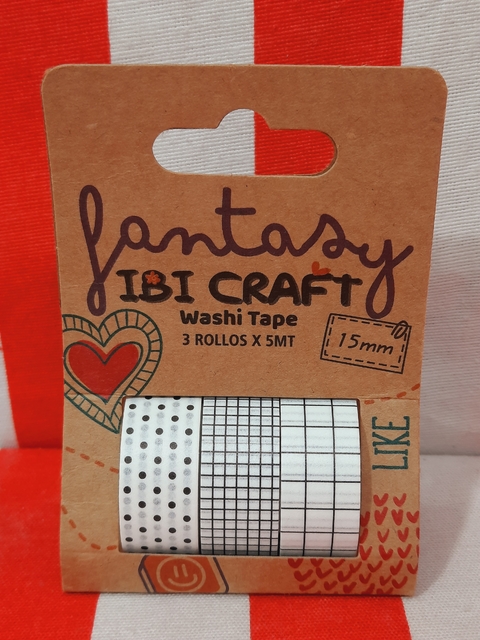 fantasy
IBI CRAFT
Washi Tape
3 ROLLOS X 5MT
15mm
LIKE